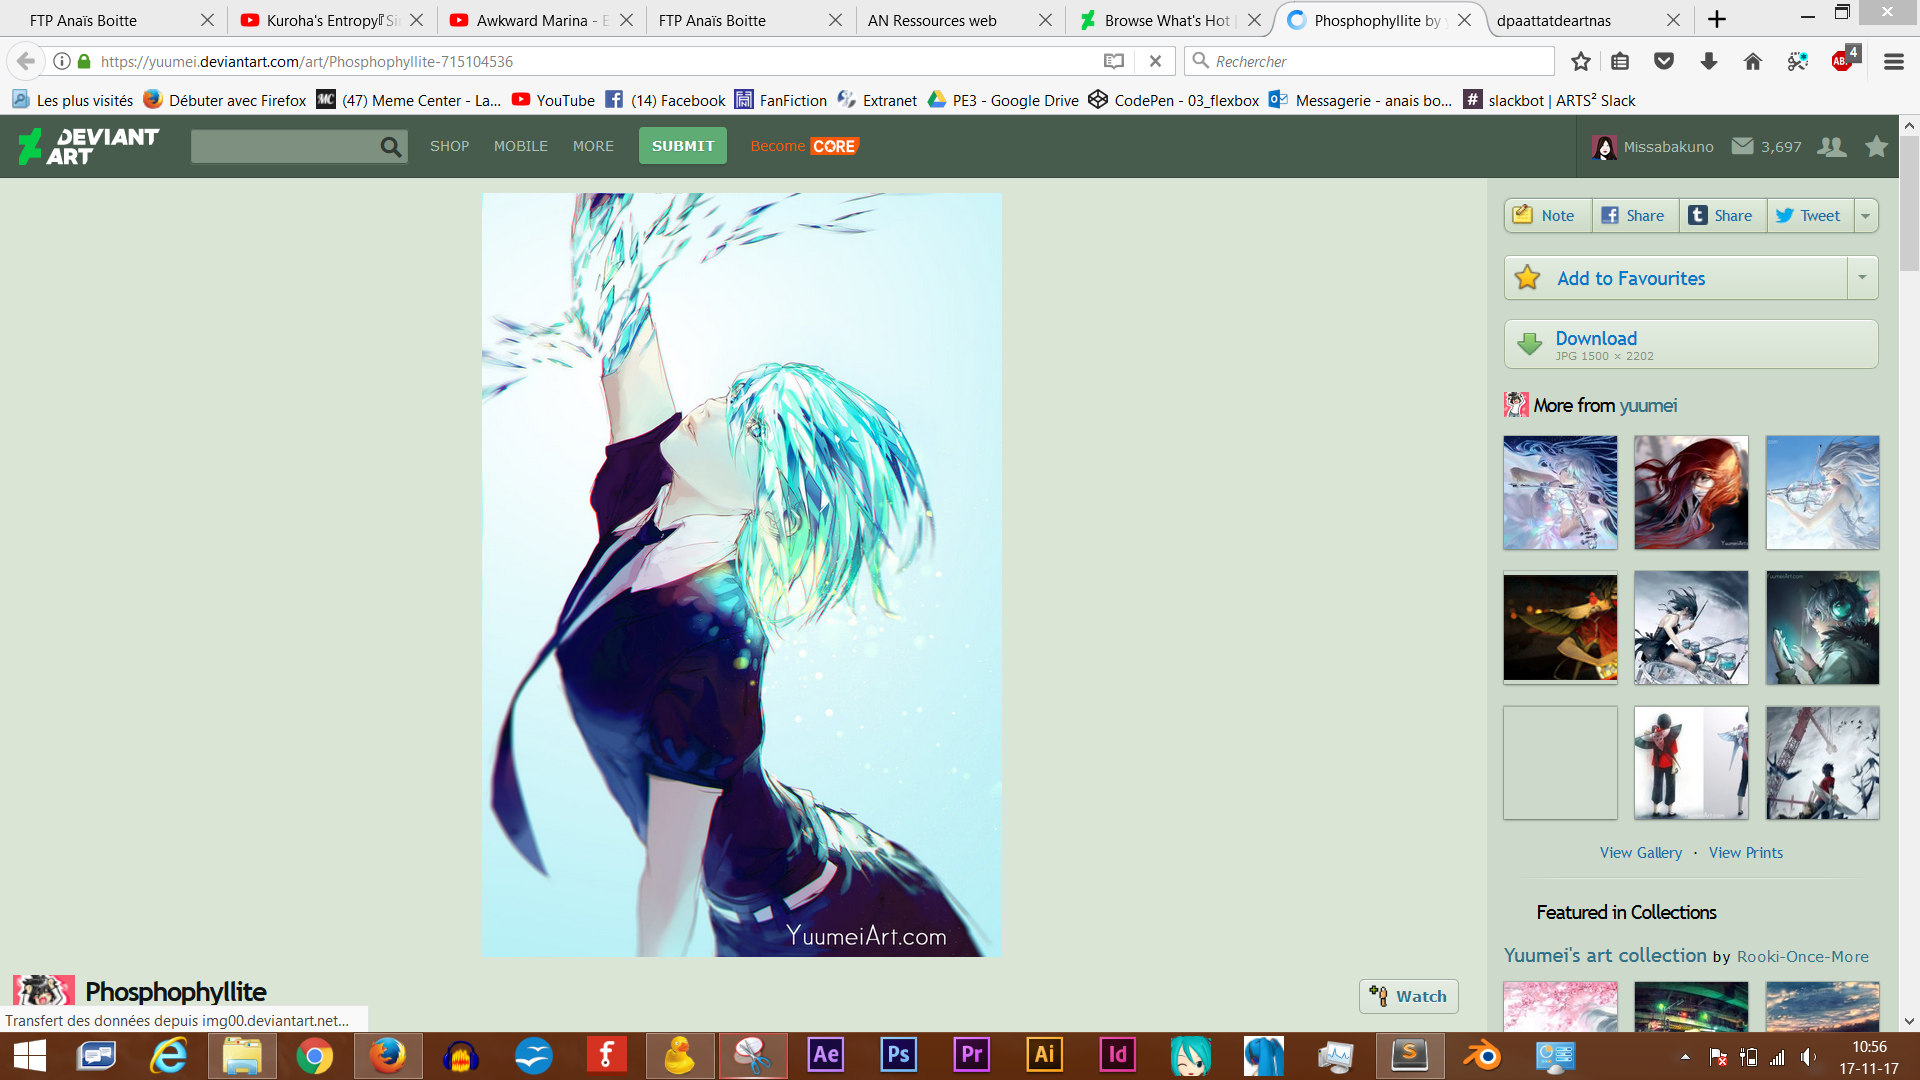 FTP Anaïs Boitte
Kuroha's Entropy『Si
Awkward Marina - E
FTP Anaïs Boitte
AN Ressources web
Browse What's Hot |
Phosphophyllite by y
dpaattatdeartnas
https://yuumei.deviantart.com/art/Phosphophyllite-715104536
Rechercher
ABP
4
Les plus visités
Débuter avec Firefox
MC
(47) Meme Center - La...
YouTube
(14) Facebook
FanFiction
Extranet
PE3 - Google Drive
CodePen - 03_flexbox
Messagerie - anais bo...
slackbot | ARTS² Slack
DEVIANT
ART
SHOP
MOBILE
MORE
SUBMIT
Become CORE
Missabakuno
3,697
Note
Share
Share
Tweet
Add to Favourites
Download
JPG 1500 × 2202
More from yuumei
View Gallery · View Prints
Featured in Collections
Yuumei's art collection by Rooki-Once-More
YuumeiArt.com
Phosphophyllite
Watch
Transfert des données depuis img00.deviantart.net...
Ae
Ps
Pr
Ai
Id
10:56
17-11-17